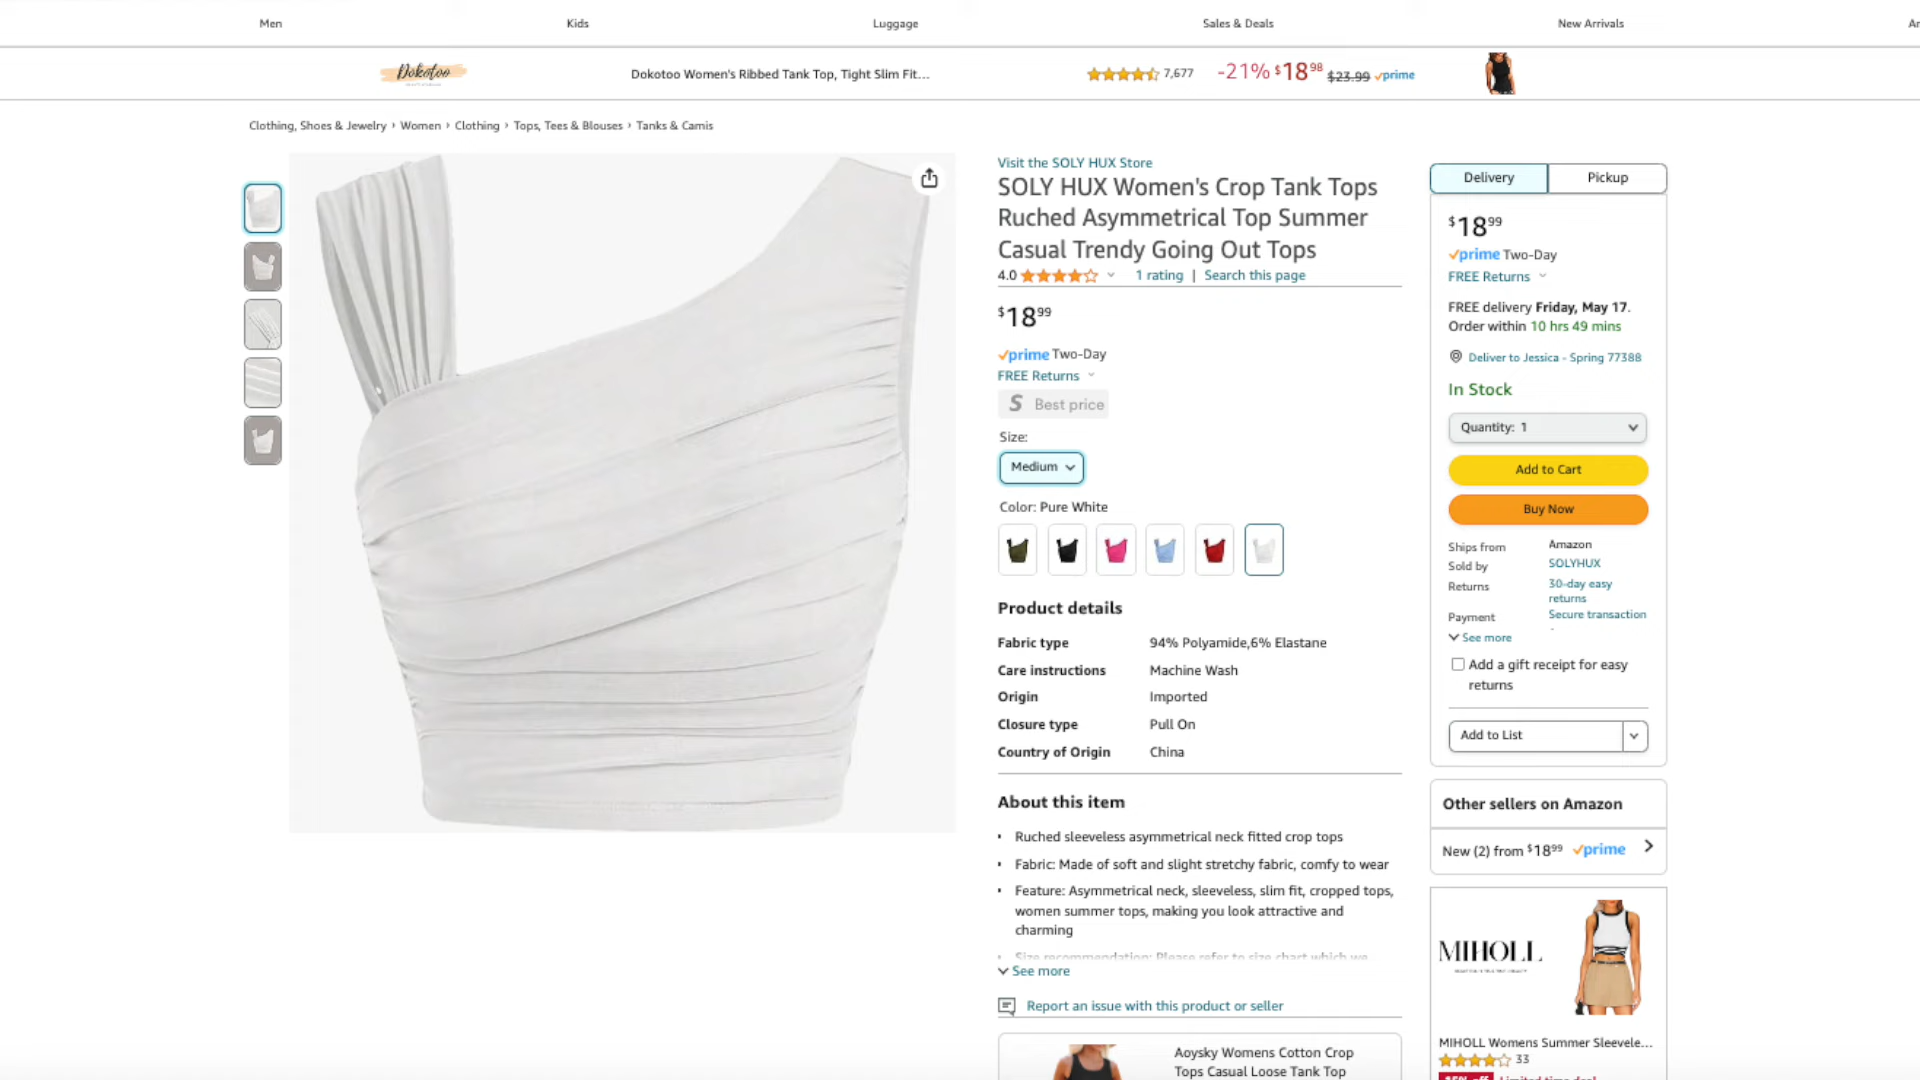 Men
Kids
Luggage
Sales & Deals
New Arrivals
Dokotoo
Dokotoo Women's Ribbed Tank Top, Tight Slim Fit...
7,677
-21% $18 98 $23.99 prime
Clothing, Shoes & Jewelry › Women › Clothing › Tops, Tees & Blouses › Tanks & Camis
Visit the SOLY HUX Store
SOLY HUX Women's Crop Tank Tops
Ruched Asymmetrical Top Summer
Casual Trendy Going Out Tops
4.0
1 rating | Search this page
$18 99
prime Two-Day
FREE Returns
S Best price
Size:
Medium
Color: Pure White
Product details
Fabric type 94% Polyamide,6% Elastane
Care instructions Machine Wash
Origin Imported
Closure type Pull On
Country of Origin China
About this item
• Ruched sleeveless asymmetrical neck fitted crop tops
• Fabric: Made of soft and slight stretchy fabric, comfy to wear
• Feature: Asymmetrical neck, sleeveless, slim fit, cropped tops,
women summer tops, making you look attractive and
charming
• Size recommendation: Please refer to size chart which we
See more
Report an issue with this product or seller
Aoysky Womens Cotton Crop
Tops Casual Loose Tank Top
Delivery
Pickup
$18 99
prime Two-Day
FREE Returns
FREE delivery Friday, May 17.
Order within 10 hrs 49 mins
Deliver to Jessica - Spring 77388
In Stock
Quantity: 1
Add to Cart
Buy Now
Ships from Amazon
Sold by SOLYHUX
Returns 30-day easy
returns
Payment Secure transaction
See more
Add a gift receipt for easy
returns
Add to List
Other sellers on Amazon
New (2) from $18 99 prime
MIHOLL
MIHOLL Womens Summer Sleevele...
33